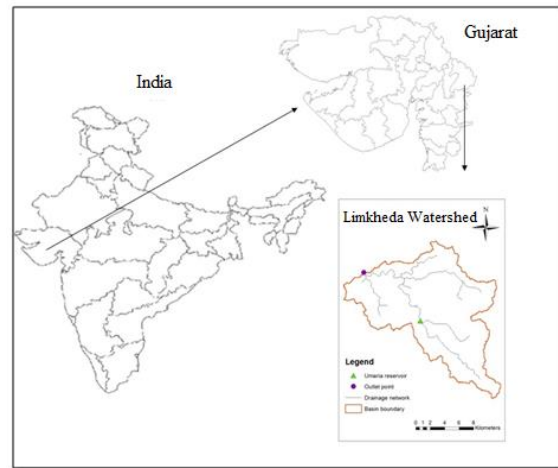 Gujarat
India
Limkheda Watershed
N
Legend
Umaria reservoir
Outlet point
Drainage network
Basin boundary
0 1 2 4 6 8
Kilometers